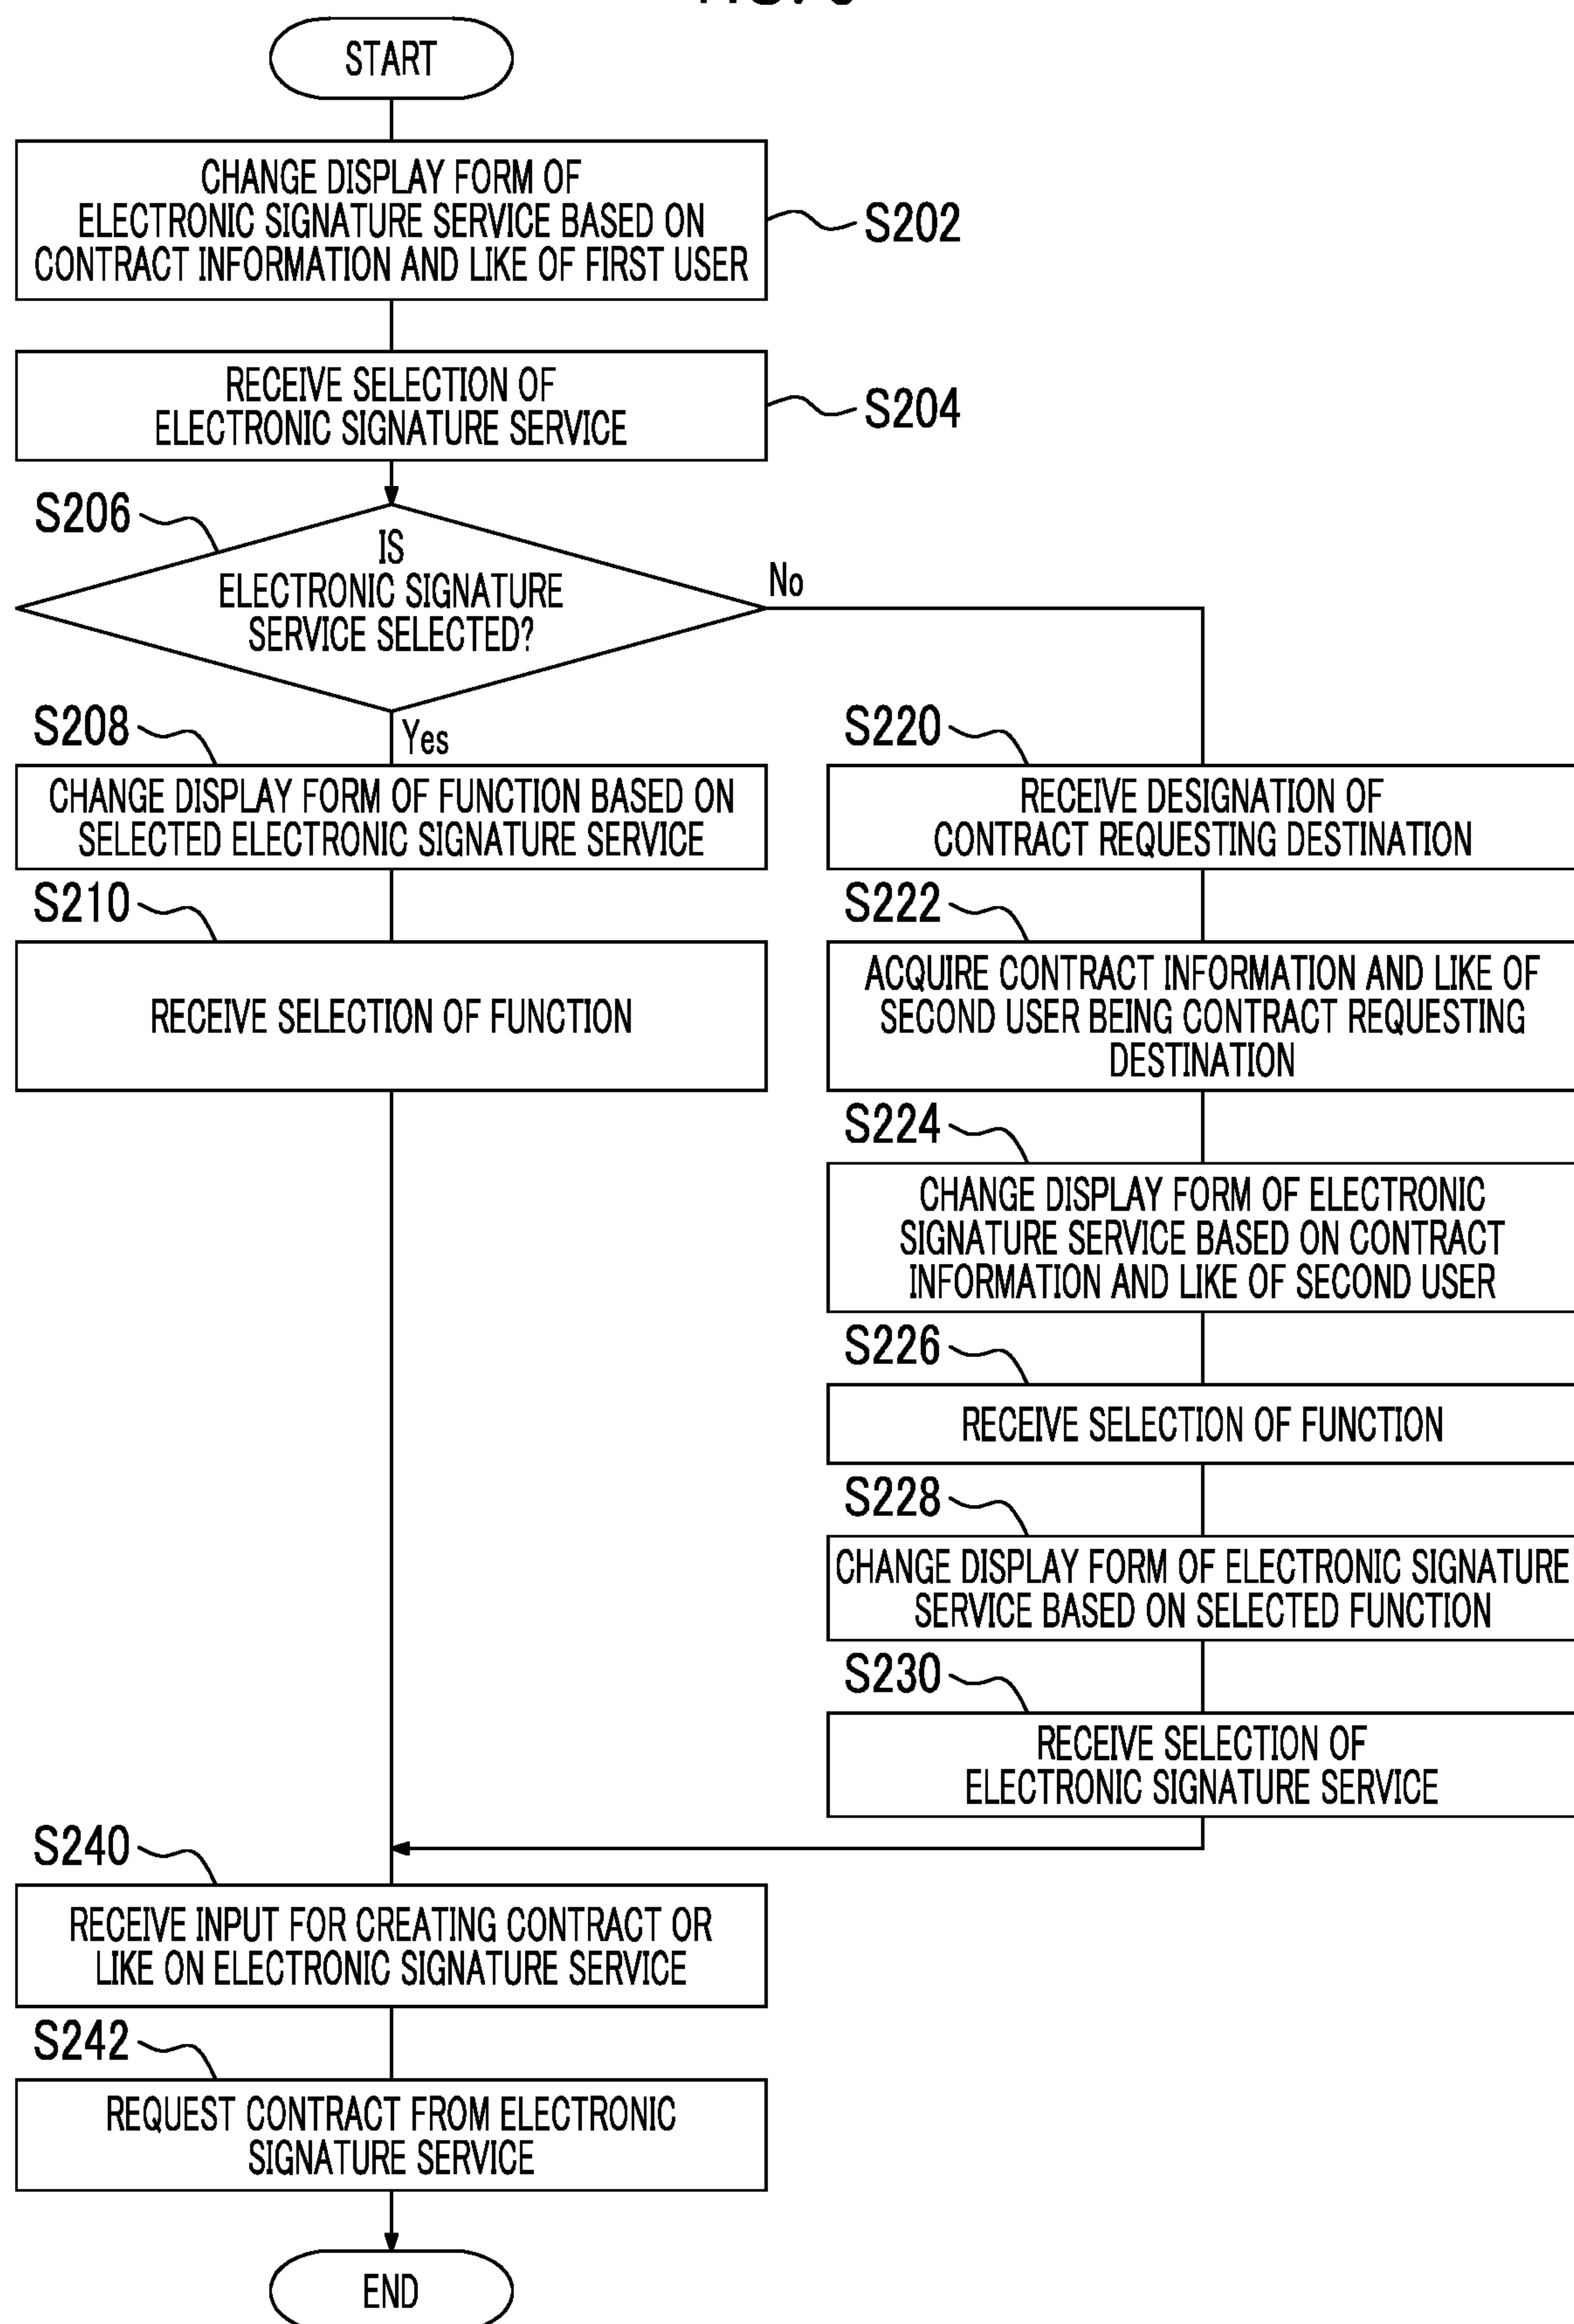 START
CHANGE DISPLAY FORM OF
ELECTRONIC SIGNATURE SERVICE BASED ON
CONTRACT INFORMATION AND LIKE OF FIRST USER
S202
RECEIVE SELECTION OF
ELECTRONIC SIGNATURE SERVICE
S204
S206
IS
ELECTRONIC SIGNATURE
SERVICE SELECTED?
No
Yes
S208
CHANGE DISPLAY FORM OF FUNCTION BASED ON
SELECTED ELECTRONIC SIGNATURE SERVICE
S210
RECEIVE SELECTION OF FUNCTION
S220
RECEIVE DESIGNATION OF
CONTRACT REQUESTING DESTINATION
S222
ACQUIRE CONTRACT INFORMATION AND LIKE OF
SECOND USER BEING CONTRACT REQUESTING
DESTINATION
S224
CHANGE DISPLAY FORM OF ELECTRONIC
SIGNATURE SERVICE BASED ON CONTRACT
INFORMATION AND LIKE OF SECOND USER
S226
RECEIVE SELECTION OF FUNCTION
S228
CHANGE DISPLAY FORM OF ELECTRONIC SIGNATURE
SERVICE BASED ON SELECTED FUNCTION
S230
RECEIVE SELECTION OF
ELECTRONIC SIGNATURE SERVICE
S240
RECEIVE INPUT FOR CREATING CONTRACT OR
LIKE ON ELECTRONIC SIGNATURE SERVICE
S242
REQUEST CONTRACT FROM ELECTRONIC
SIGNATURE SERVICE
END